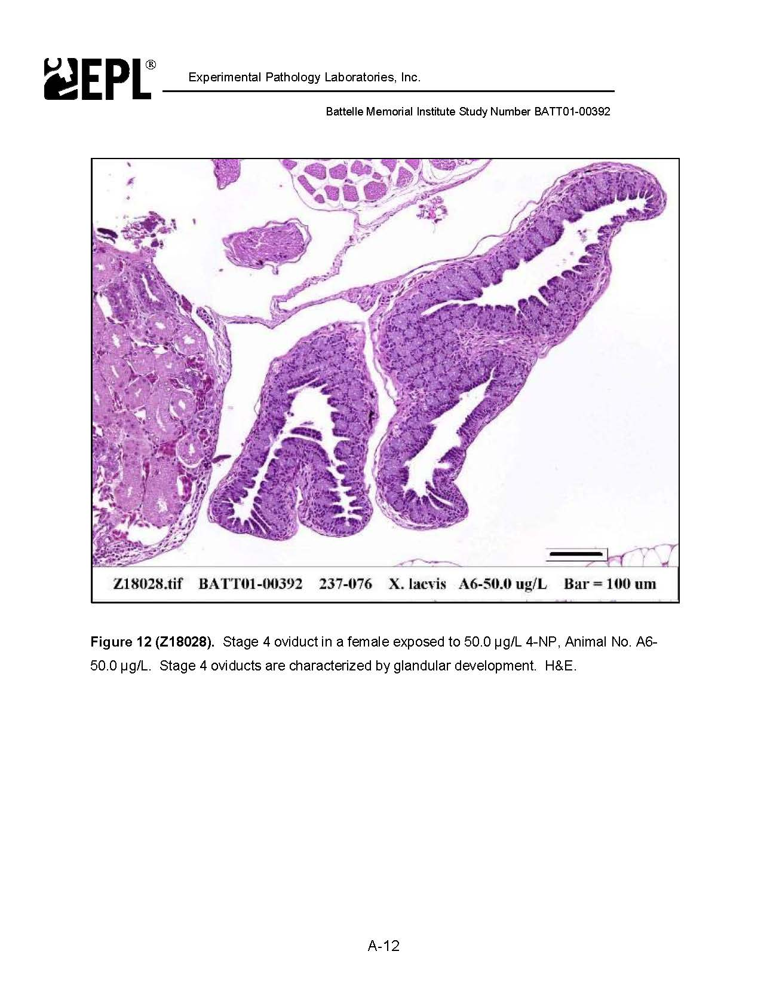 EPL®
Experimental Pathology Laboratories, Inc.
Battelle Memorial Institute Study Number BATT01-00392
Z18028.tif BATT01-00392 237-076 X. laevis A6-50.0 ug/L Bar = 100 um
Figure 12 (Z18028). Stage 4 oviduct in a female exposed to 50.0 µg/L 4-NP, Animal No. A6-
50.0 µg/L. Stage 4 oviducts are characterized by glandular development. H&E.
A-12